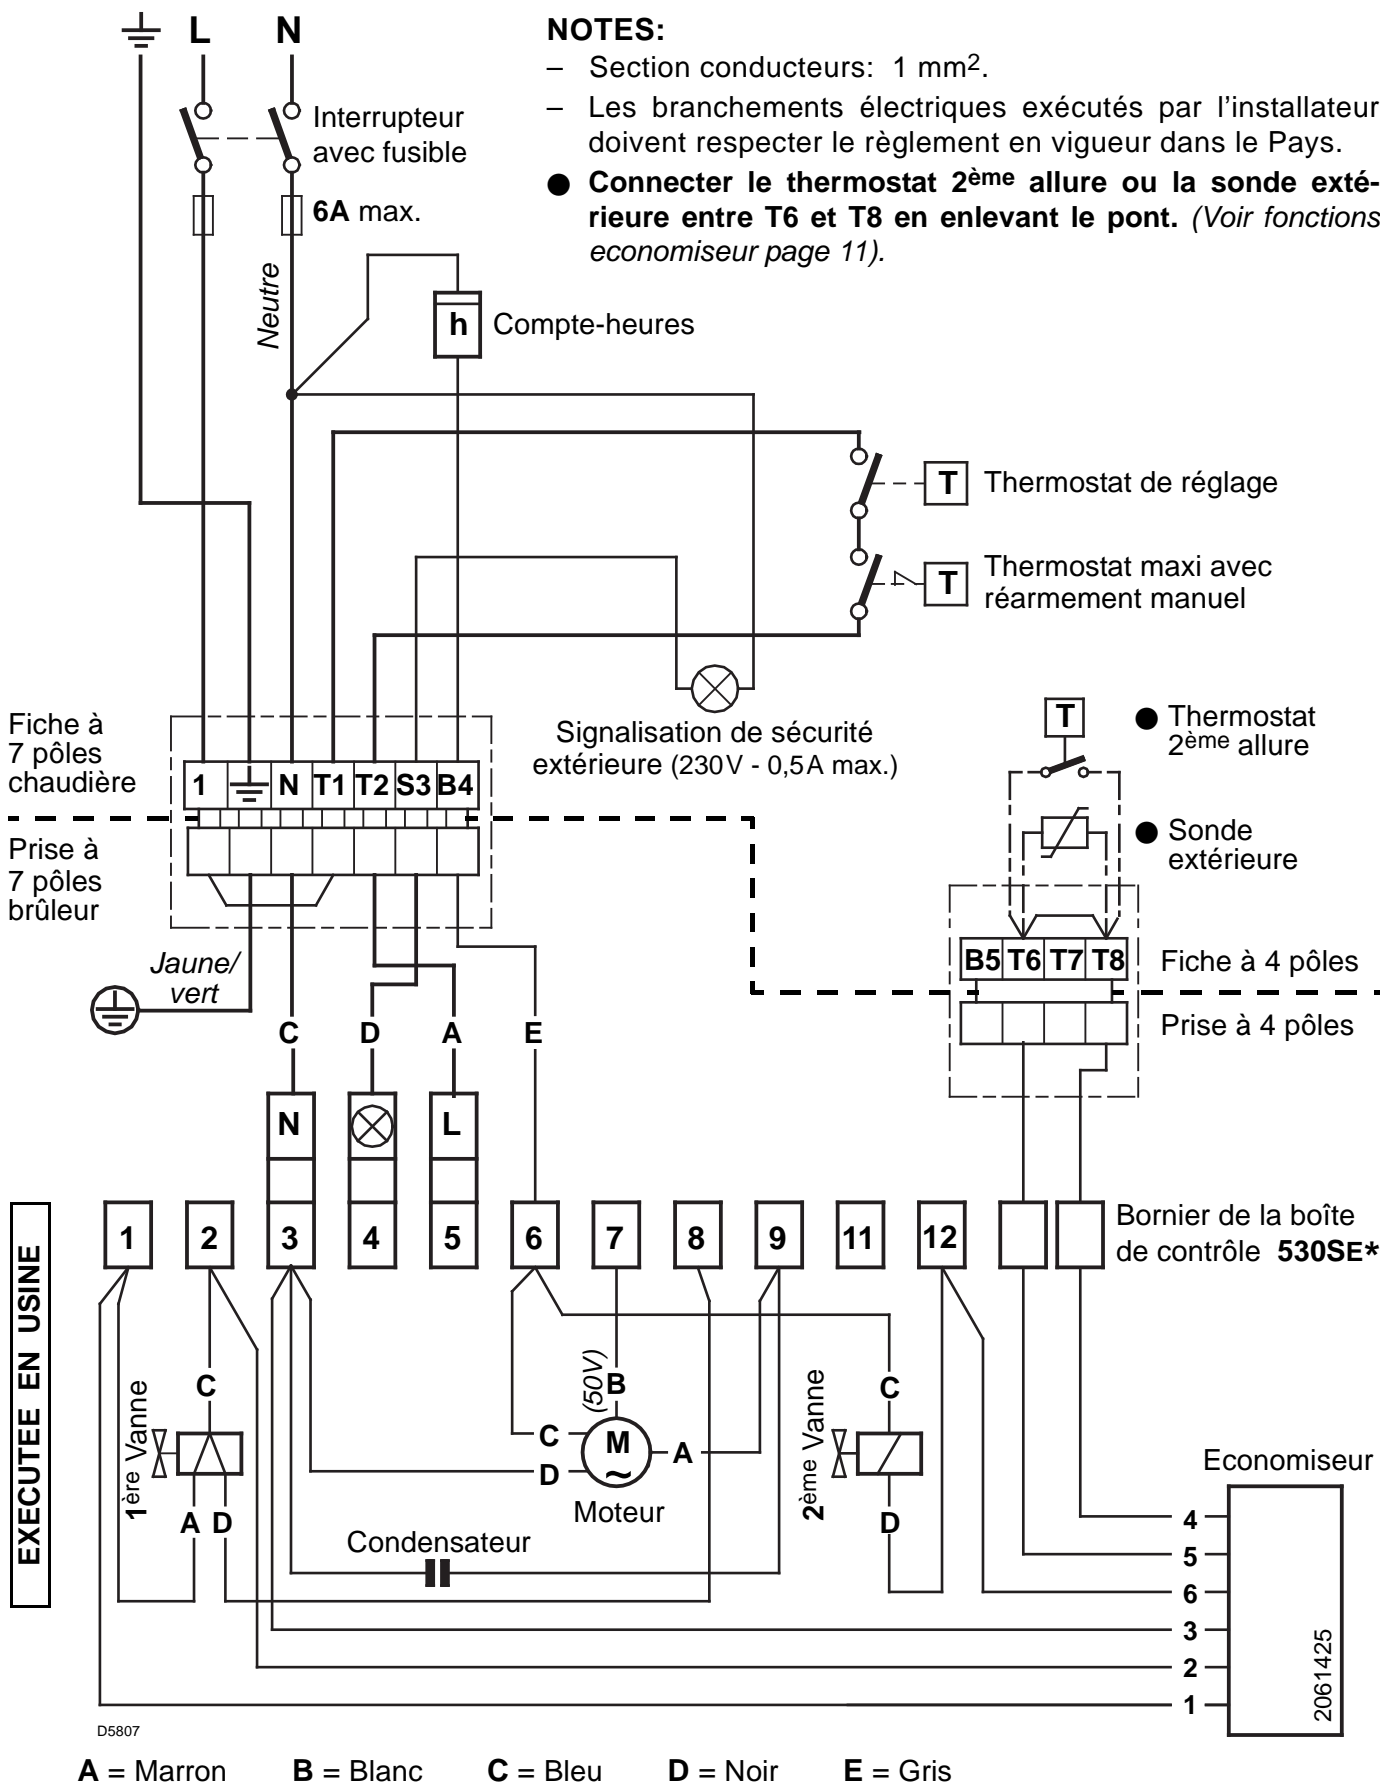 L N
NOTES:
– Section conducteurs: 1 mm².
– Les branchements électriques exécutés par l'installateur
doivent respecter le règlement en vigueur dans le Pays.
● Connecter le thermostat 2ème allure ou la sonde exté-
rieure entre T6 et T8 en enlevant le pont. (Voir fonctions
economiseur page 11).
Interrupteur
avec fusible
6A max.
Neutre
h Compte-heures
T Thermostat de réglage
T Thermostat maxi avec
réarmement manuel
Signalisation de sécurité
extérieure (230V - 0,5A max.)
Fiche à
7 pôles
chaudière
1 N T1 T2 S3 B4
Prise à
7 pôles
brûleur
T
● Thermostat
2ème allure
● Sonde
extérieure
B5 T6 T7 T8
Fiche à 4 pôles
Prise à 4 pôles
Jaune/
vert
C D A E
N L
1 2 3 4 5 6 7 8 9 11 12
Bornier de la boîte
de contrôle 530SE*
EXECUTEE EN USINE
1ère Vanne
C
A D
(50V)
B
C
D
M
~
A
Moteur
Condensateur
2ème Vanne
C
D
Economiseur
4
5
6
3
2
1
2061425
D5807
A = Marron B = Blanc C = Bleu D = Noir E = Gris